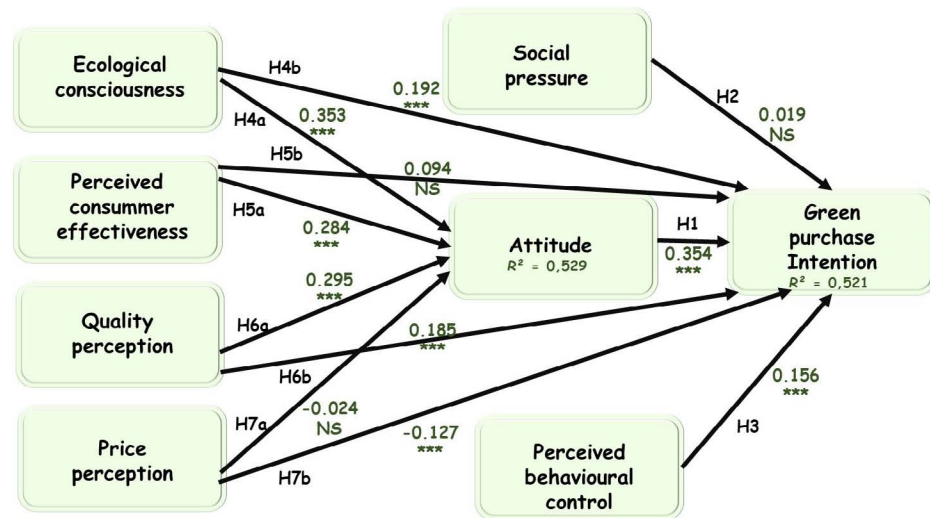 Ecological
consciousness
Social
pressure
H4b
0.192
***
H2
0.019
NS
H4a
0.353
***
H5b
0.094
NS
Perceived
consummer
effectiveness
H5a
0.284
***
Attitude
R² = 0,529
H1
0.354
***
Green
purchase
Intention
R² = 0,521
0.295
***
Quality
perception
H6a
0.185
***
H6b
0.156
***
H7a
-0.024
NS
-0.127
***
H3
Price
perception
H7b
Perceived
behavioural
control